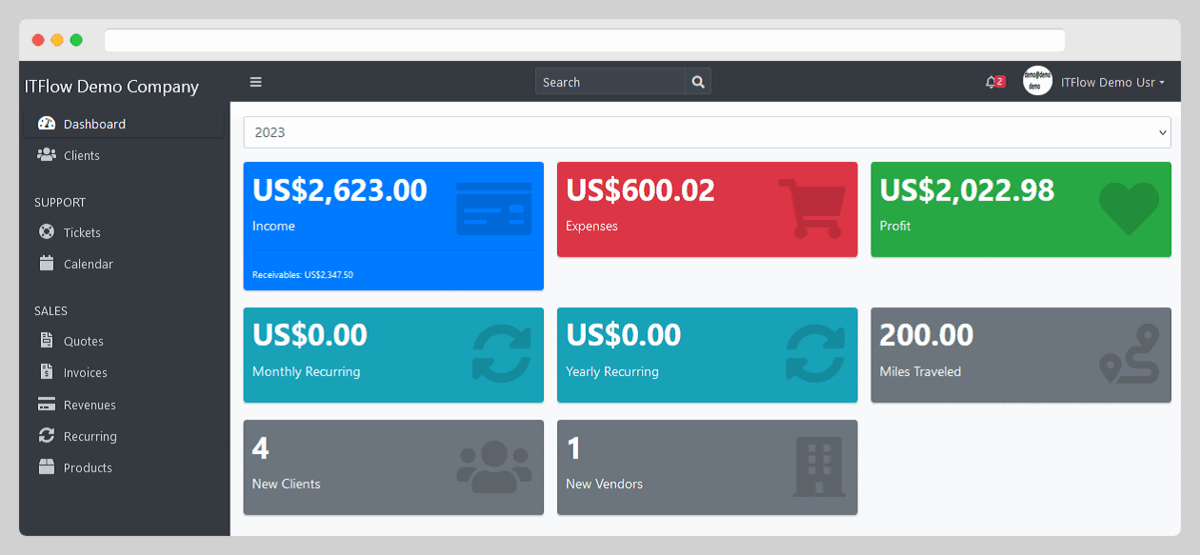 ITFlow Demo Company
Search
2
demo@demo
demo
ITFlow Demo Usr
Dashboard
Clients
SUPPORT
Tickets
Calendar
SALES
Quotes
Invoices
Revenues
Recurring
Products
2023
US$2,623.00
Income
Receivables: US$2,347.50
US$600.02
Expenses
US$2,022.98
Profit
US$0.00
Monthly Recurring
US$0.00
Yearly Recurring
200.00
Miles Traveled
4
New Clients
1
New Vendors